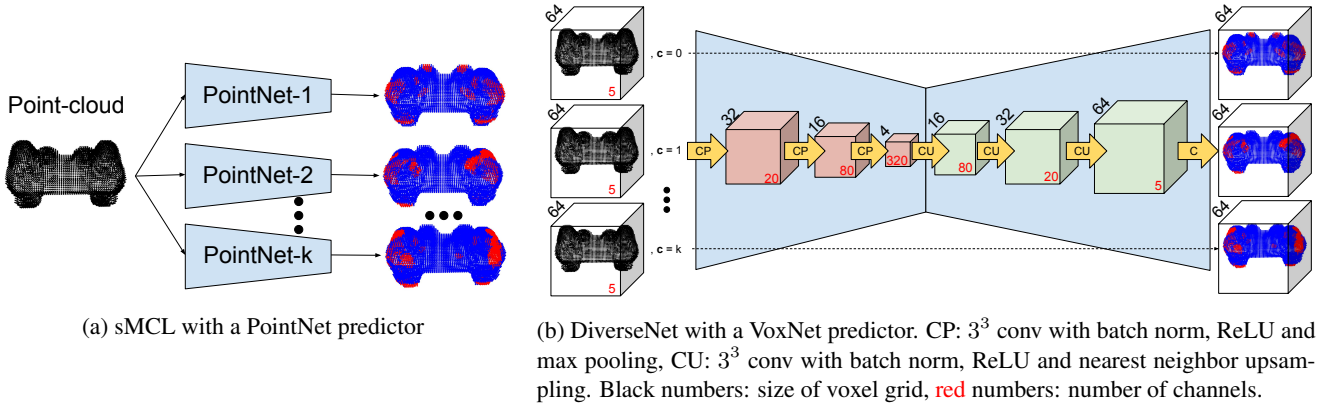 Point-cloud
PointNet-1
PointNet-2
PointNet-k
(a) sMCL with a PointNet predictor
64
5
, c = 0
64
5
, c = 1
64
5
, c = k
CP
32
20
CP
16
80
CP
4
320
CU
16
80
CU
32
20
CU
64
5
C
64
64
64
(b) DiverseNet with a VoxNet predictor. CP: 3³ conv with batch norm, ReLU and
max pooling, CU: 3³ conv with batch norm, ReLU and nearest neighbor upsam-
pling. Black numbers: size of voxel grid, red numbers: number of channels.